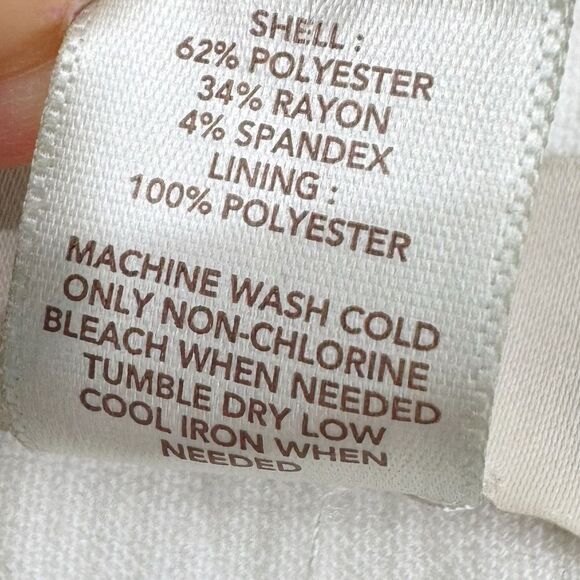 SHELL :
62% POLYESTER
34% RAYON
4% SPANDEX
LINING :
100% POLYESTER
MACHINE WASH COLD
ONLY NON-CHLORINE
BLEACH WHEN NEEDED
TUMBLE DRY LOW
COOL IRON WHEN
NEEDED